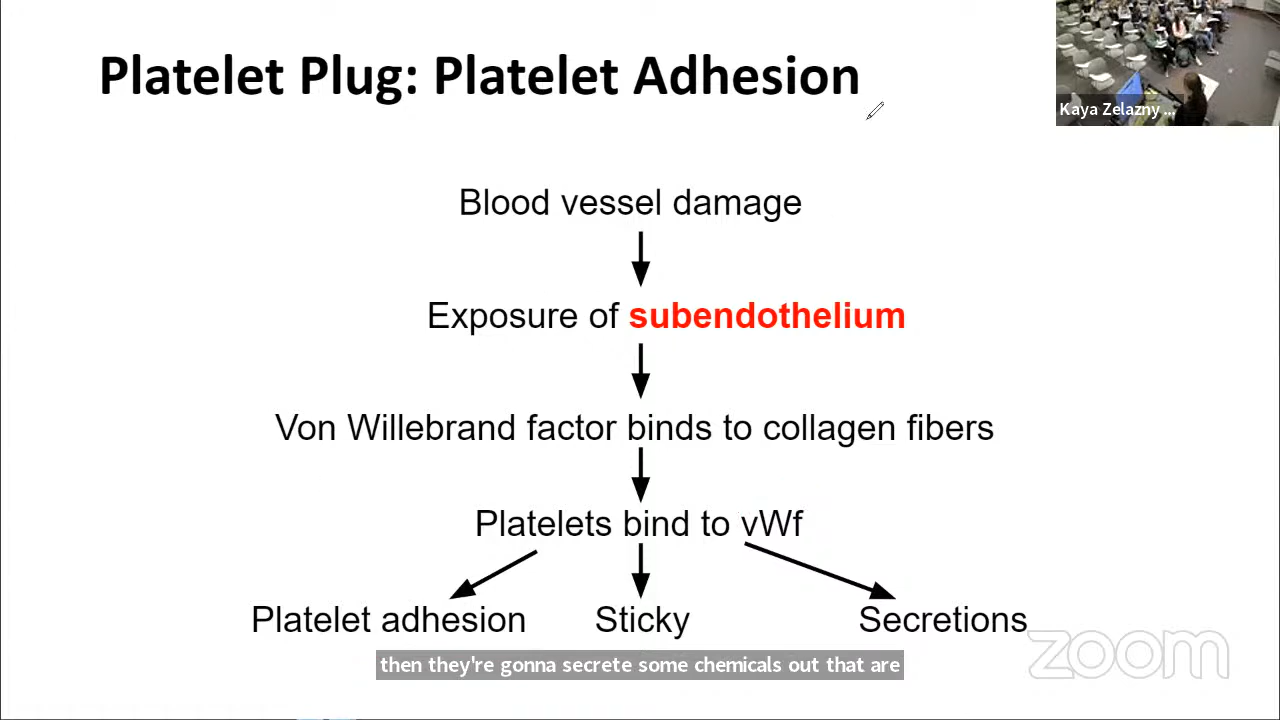 Platelet Plug: Platelet Adhesion
Kaya Zelazny ...
Blood vessel damage
Exposure of subendothelium
Von Willebrand factor binds to collagen fibers
Platelets bind to vWf
Platelet adhesion Sticky Secretions
then they're gonna secrete some chemicals out that are
zoom